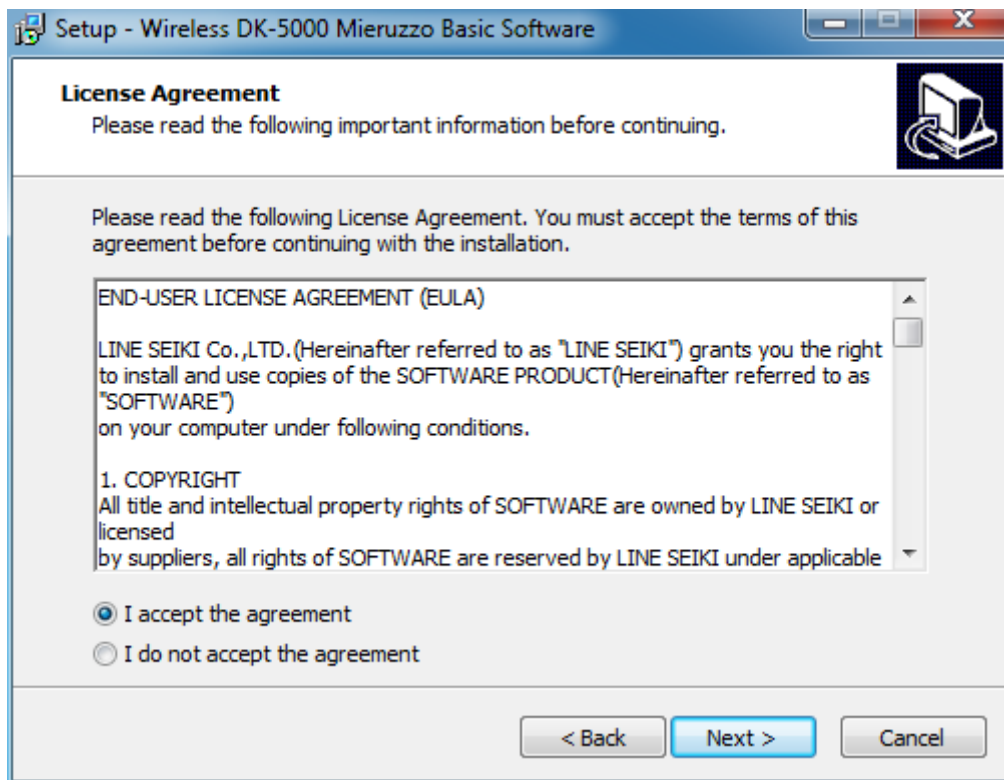 Setup - Wireless DK-5000 Mieruzzo Basic Software
License Agreement
Please read the following important information before continuing.
Please read the following License Agreement. You must accept the terms of this
agreement before continuing with the installation.
END-USER LICENSE AGREEMENT (EULA)
LINE SEIKI Co.,LTD.(Hereinafter referred to as "LINE SEIKI") grants you the right
to install and use copies of the SOFTWARE PRODUCT(Hereinafter referred to as
"SOFTWARE")
on your computer under following conditions.
1. COPYRIGHT
All title and intellectual property rights of SOFTWARE are owned by LINE SEIKI or
licensed
by suppliers, all rights of SOFTWARE are reserved by LINE SEIKI under applicable
I accept the agreement
I do not accept the agreement
< Back Next > Cancel